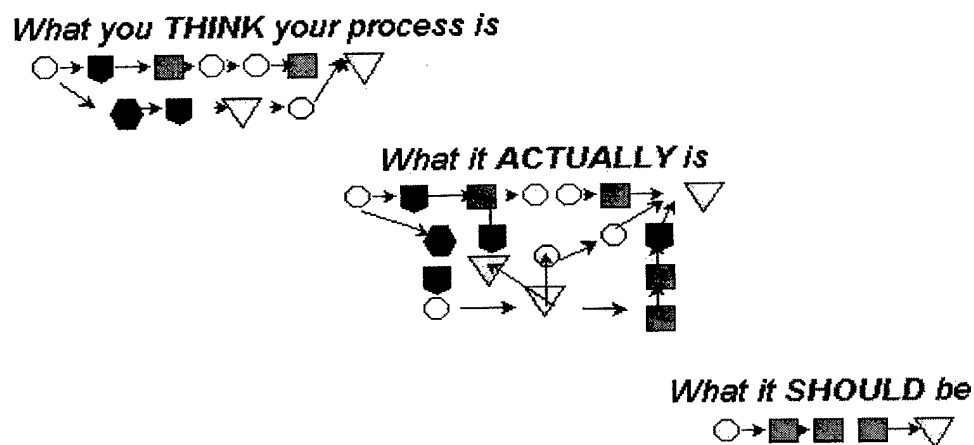 What you THINK your process is
What it ACTUALLY is
What it SHOULD be